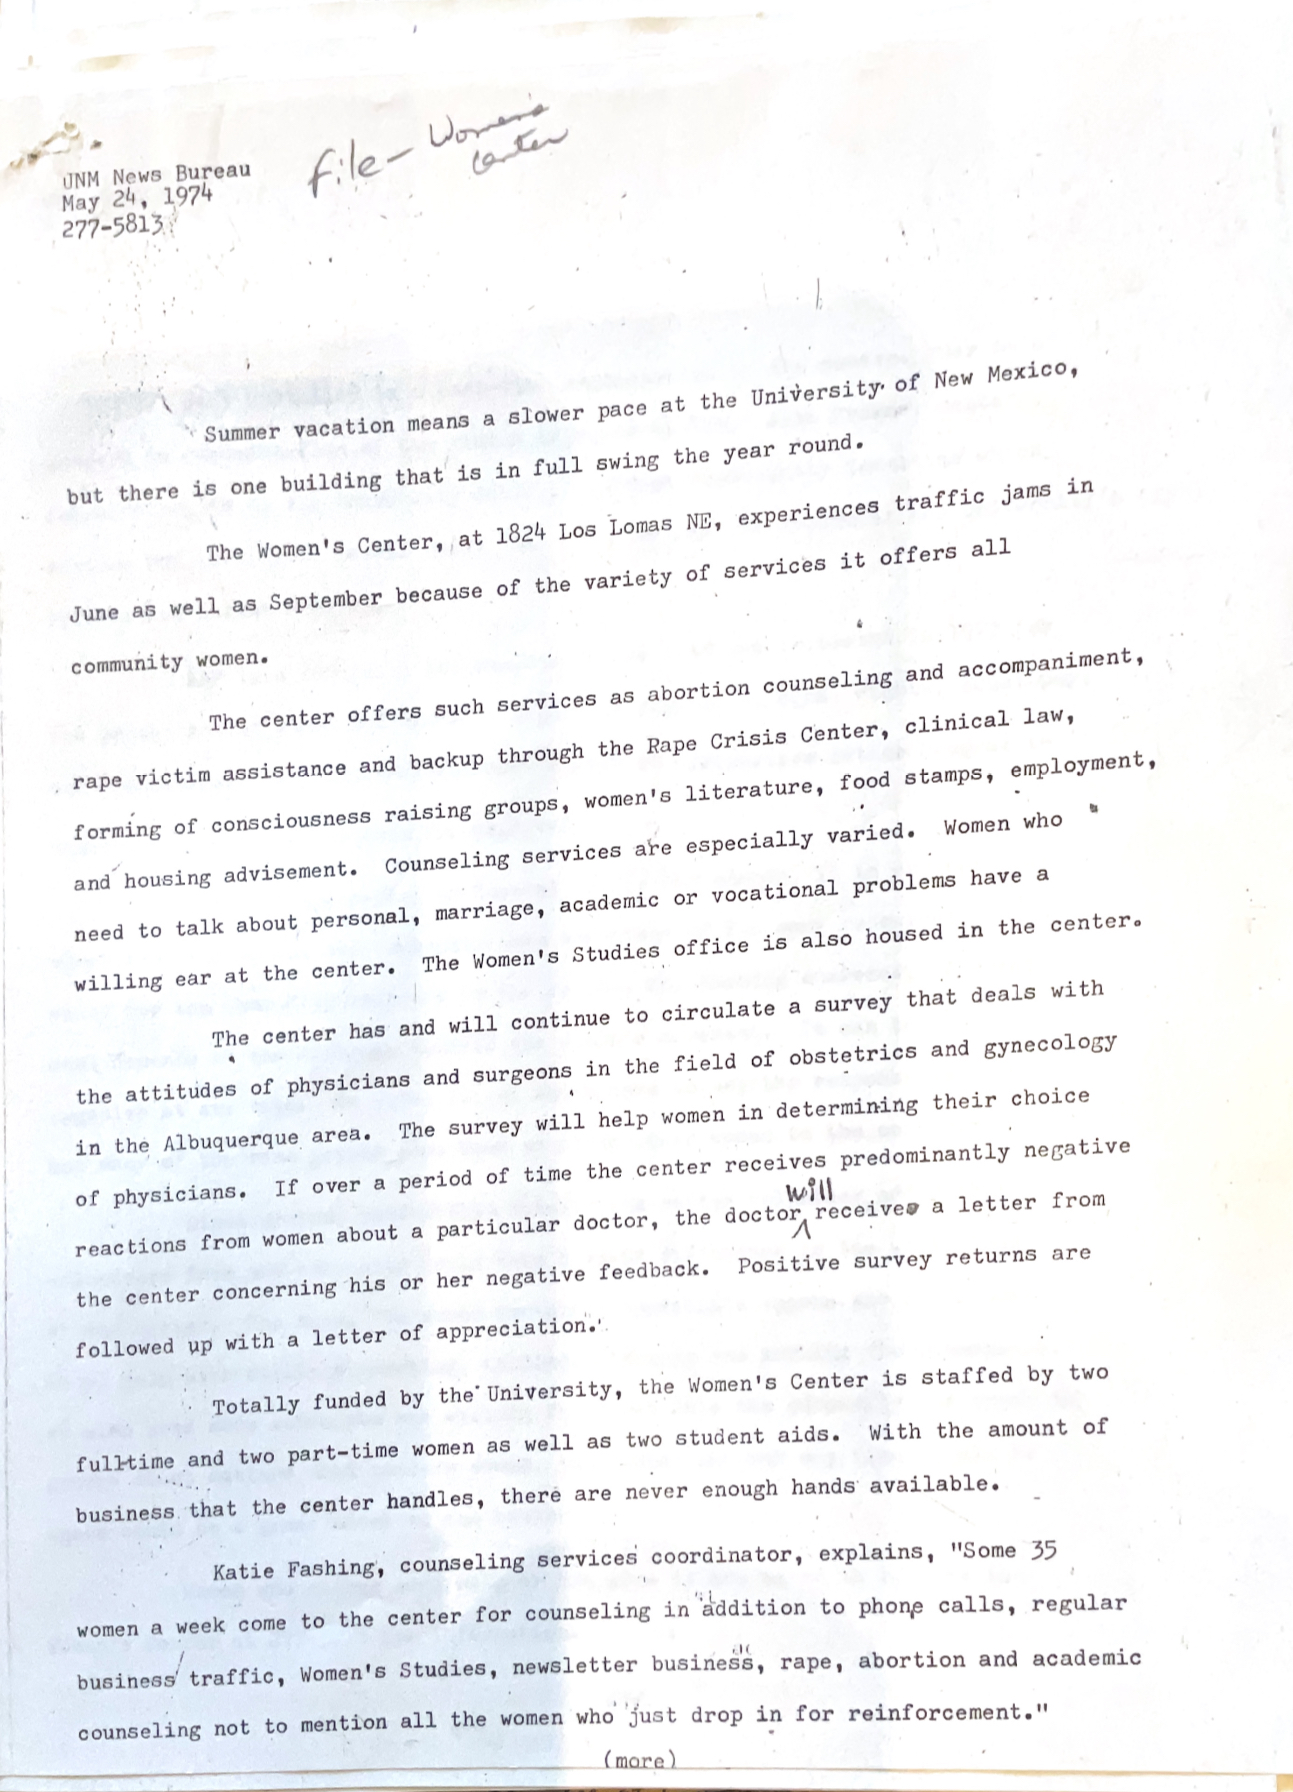 UNM News Bureau
May 24, 1974
277-5813
File - Women's
Center
Summer vacation means a slower pace at the University of New Mexico,
but there is one building that is in full swing the year round.
The Women's Center, at 1824 Los Lomas NE, experiences traffic jams in
June as well as September because of the variety of services it offers all
community women.
The center offers such services as abortion counseling and accompaniment,
rape victim assistance and backup through the Rape Crisis Center, clinical law,
forming of consciousness raising groups, women's literature, food stamps, employment,
and housing advisement. Counseling services are especially varied. Women who
need to talk about personal, marriage, academic or vocational problems have a
willing ear at the center. The Women's Studies office is also housed in the center.
The center has and will continue to circulate a survey that deals with
the attitudes of physicians and surgeons in the field of obstetrics and gynecology
in the Albuquerque area. The survey will help women in determining their choice
of physicians. If over a period of time the center receives predominantly negative
reactions from women about a particular doctor, the doctor will receive a letter from
the center concerning his or her negative feedback. Positive survey returns are
followed up with a letter of appreciation.
Totally funded by the University, the Women's Center is staffed by two
full-time and two part-time women as well as two student aids. With the amount of
business that the center handles, there are never enough hands available.
Katie Fashing, counseling services coordinator, explains, "Some 35
women a week come to the center for counseling in addition to phone calls, regular
business traffic, Women's Studies, newsletter business, rape, abortion and academic
counseling not to mention all the women who just drop in for reinforcement."
(more)